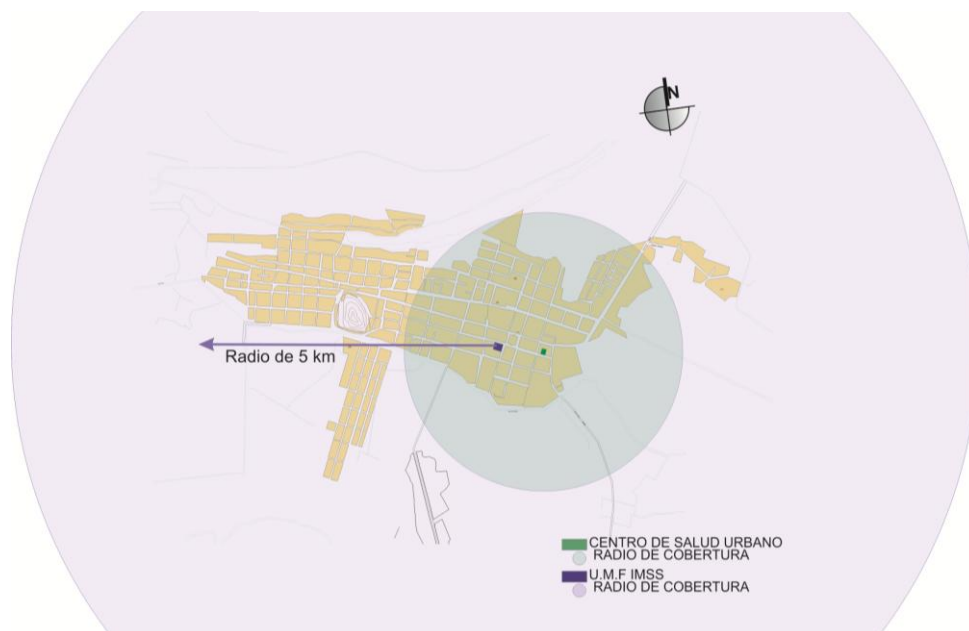 N
Radio de 5 km
CENTRO DE SALUD URBANO
RADIO DE COBERTURA
U.M.F IMSS
RADIO DE COBERTURA